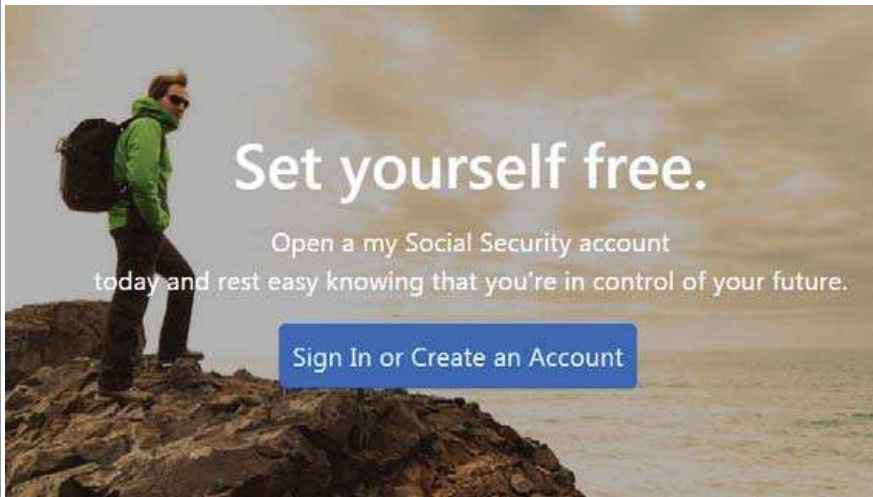 Set yourself free.
Open a my Social Security account
today and rest easy knowing that you're in control of your future.
Sign In or Create an Account